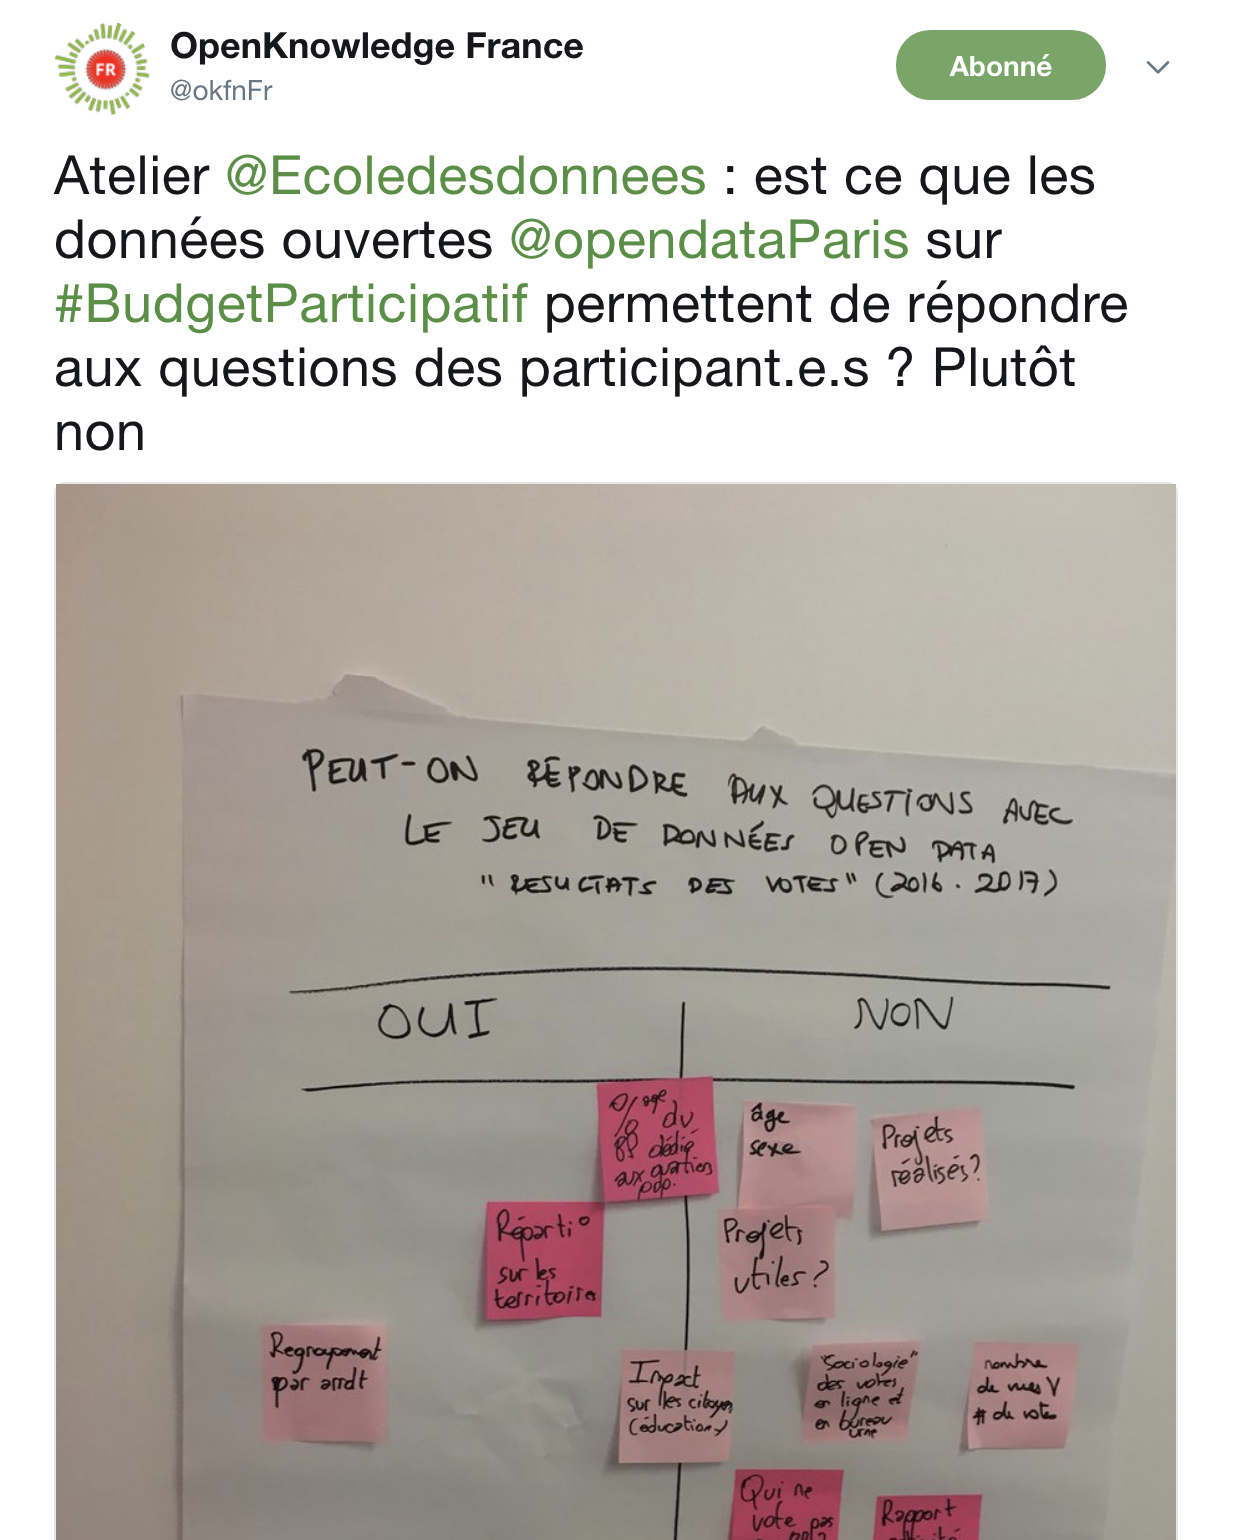 FR
OpenKnowledge France
@okfnFr
Abonné
Atelier @Ecoledesdonnees : est ce que les
données ouvertes @opendataParis sur
#BudgetParticipatif permettent de répondre
aux questions des participant.e.s ? Plutôt
non
PEUT-ON RÉPONDRE AUX QUESTIONS AVEC
LE JEU DE DONNÉES OPEN DATA
"RESULTATS DES VOTES" (2016 . 2017)
OUI
NON
%age
du
BP dédié
aux quartiers
pop.
âge
sexe
Projets
réalisés?
Réparti°
sur les
territoire
Projets
utiles?
Regroupement
par arrdt
Impact
sur les citoyen
(éducation)
"Sociologie"
des votes
en ligne et
en bureau
urne
nombre
de vues V
# de votes
Qui ne
vote pas
Rapport